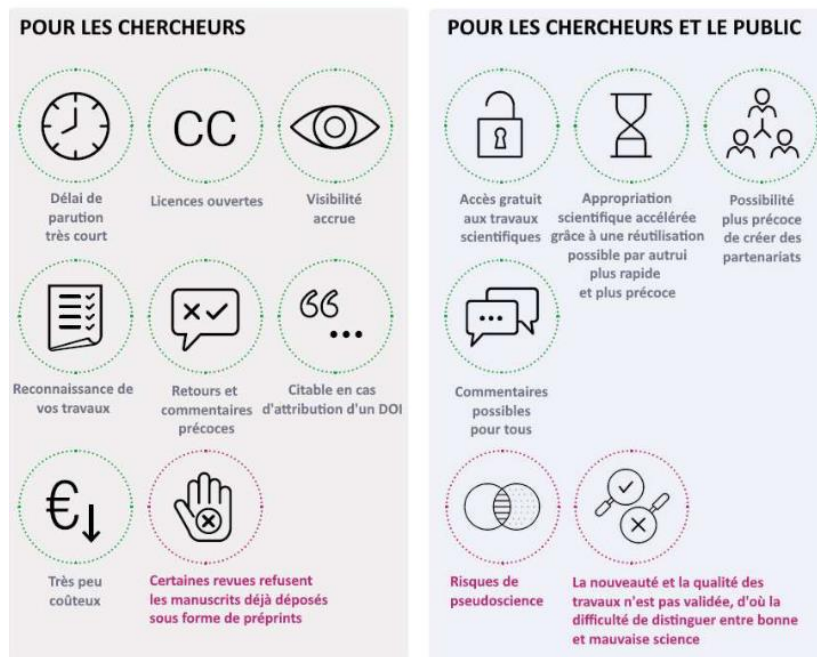 POUR LES CHERCHEURS
CC
Délai de
parution
très court
Licences ouvertes
Visibilité
accrue
Reconnaissance de
vos travaux
Retours et
commentaires
précoces
Citable en cas
d'attribution d'un DOI
€
Très peu
coûteux
Certaines revues refusent
les manuscrits déjà déposés
sous forme de préprints
POUR LES CHERCHEURS ET LE PUBLIC
Accès gratuit
aux travaux
scientifiques
Appropriation
scientifique accélérée
grâce à une réutilisation
possible par autrui
plus rapide
et plus précoce
Possibilité
plus précoce
de créer des
partenariats
Commentaires
possibles
pour tous
Risques de
pseudoscience
La nouveauté et la qualité des
travaux n'est pas validée, d'où la
difficulté de distinguer entre bonne
et mauvaise science